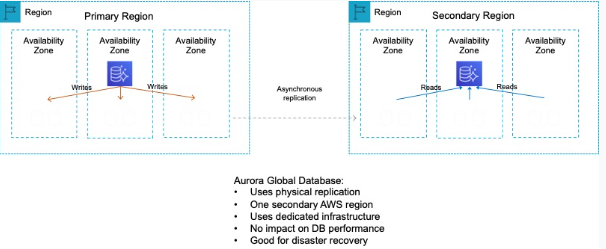 Region
Primary Region
Availability
Zone
Availability
Zone
Availability
Zone
Writes
Writes
Asynchronous
replication
Region
Secondary Region
Availability
Zone
Availability
Zone
Availability
Zone
Reads
Reads
Aurora Global Database:
• Uses physical replication
• One secondary AWS region
• Uses dedicated infrastructure
• No impact on DB performance
• Good for disaster recovery